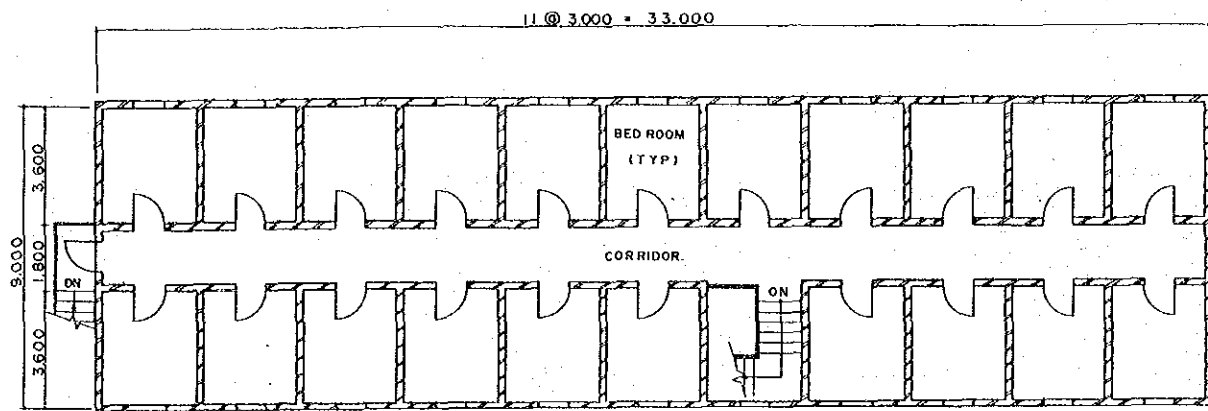 11 @ 3.000 = 33.000
BED ROOM
(TYP)
3.600
9.000
1.800
CORRIDOR.
DN
DN
3.600